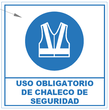 USO OBLIGATORIO
DE CHALECO DE
SEGURIDAD